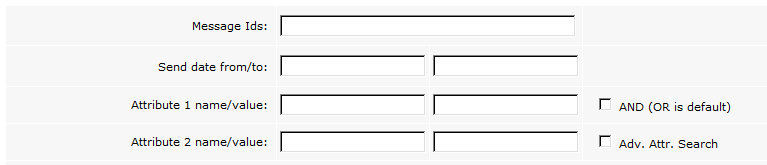 Message Ids:
Send date from/to:
Attribute 1 name/value: AND (OR is default)
Attribute 2 name/value: Adv. Attr. Search